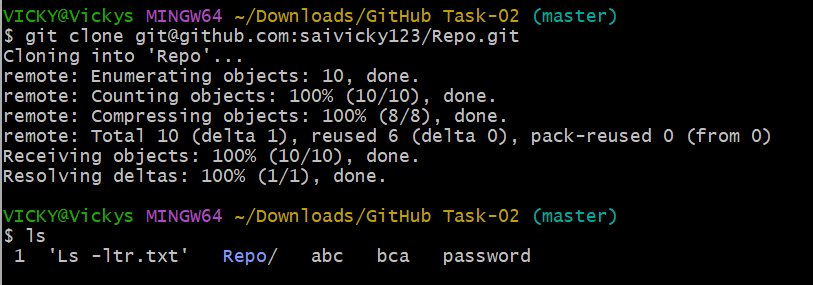 VICKY@Vickys MINGW64 ~/Downloads/GitHub Task-02 (master)
$ git clone git@github.com:saivicky123/Repo.git
Cloning into 'Repo'...
remote: Enumerating objects: 10, done.
remote: Counting objects: 100% (10/10), done.
remote: Compressing objects: 100% (8/8), done.
remote: Total 10 (delta 1), reused 6 (delta 0), pack-reused 0 (from 0)
Receiving objects: 100% (10/10), done.
Resolving deltas: 100% (1/1), done.
VICKY@Vickys MINGW64 ~/Downloads/GitHub Task-02 (master)
$ ls
1  'Ls -ltr.txt'   Repo/   abc   bca   password